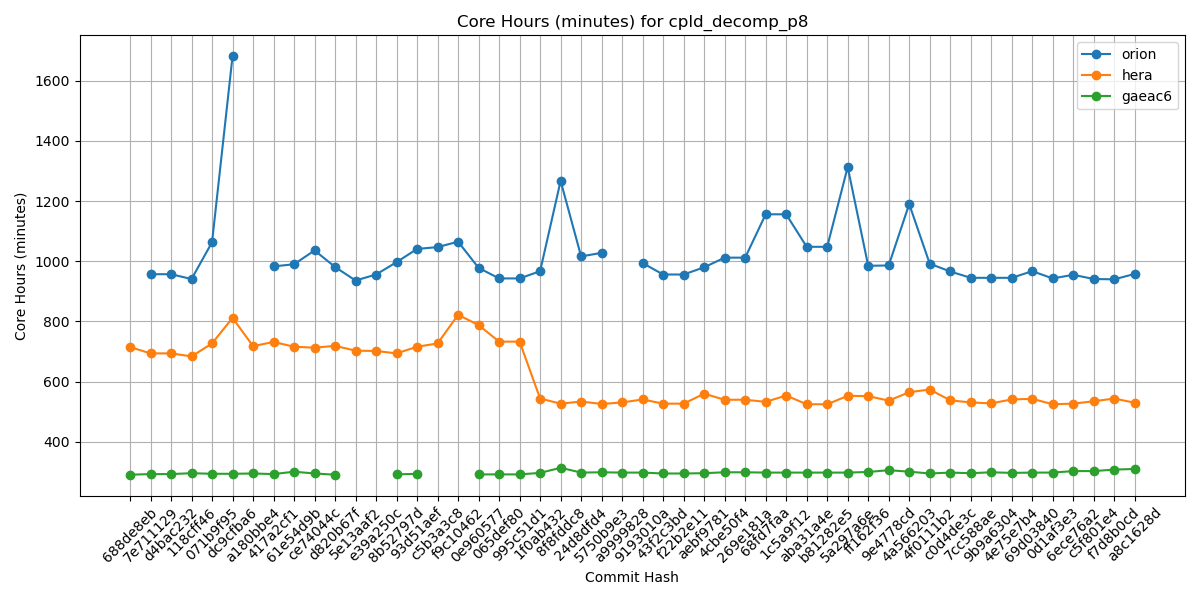 Core Hours (minutes) for cpld_decomp_p8
orion
hera
gaeac6
1600
1400
1200
1000
800
600
400
Core Hours (minutes)
688de8eb
7e711129
d4bac232
118cff46
071b9f95
dc9cfba6
a180bbe4
417a2cf1
61e54d9b
ce74044c
d820b67f
5e13aaf2
e39a250c
8b52797d
93d51aef
c5b3a3c8
f9c10462
0e960577
065def80
995c51d1
1f0ab432
8f8fddc8
24d8dfd4
5750b9e3
a9999828
9193010a
43f2c3bd
f22b2e11
aebf9781
4cbe50f4
269e181a
68fd7faa
1c5a9f12
aba31a4e
b81282e5
5a297a6e
ff162f36
9e4778cd
4a566203
4f0111b2
c0d4de3c
7cc588ae
9b9a6304
4e75e7b4
69d03840
0d1af3e3
6ece76a2
c5f801e4
f7d8b0cd
a8c1628d
Commit Hash